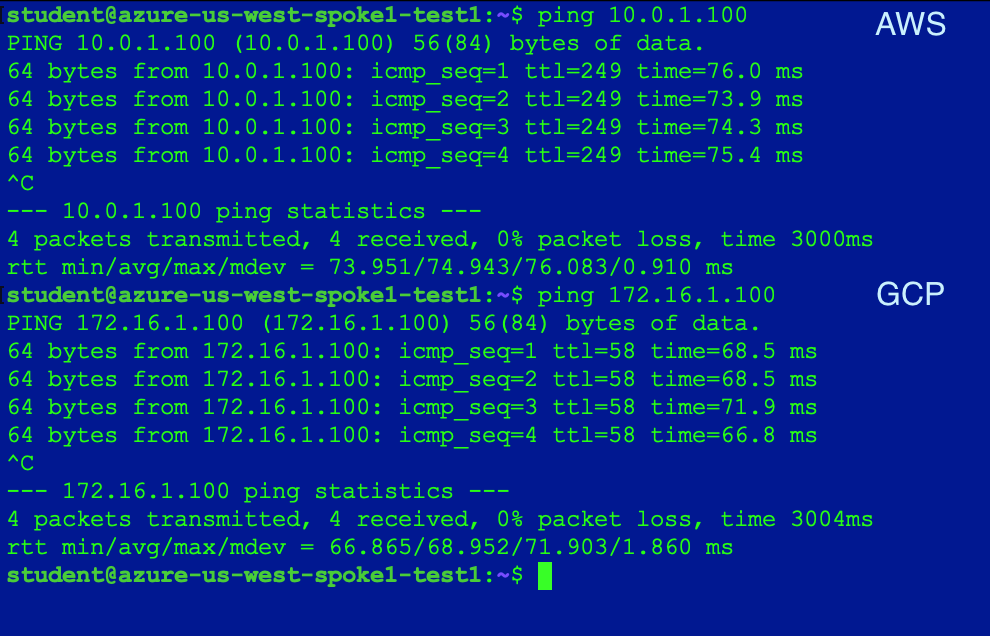 student@azure-us-west-spoke1-test1:~$ ping 10.0.1.100
AWS
PING 10.0.1.100 (10.0.1.100) 56(84) bytes of data.
64 bytes from 10.0.1.100: icmp_seq=1 ttl=249 time=76.0 ms
64 bytes from 10.0.1.100: icmp_seq=2 ttl=249 time=73.9 ms
64 bytes from 10.0.1.100: icmp_seq=3 ttl=249 time=74.3 ms
64 bytes from 10.0.1.100: icmp_seq=4 ttl=249 time=75.4 ms
^C
--- 10.0.1.100 ping statistics ---
4 packets transmitted, 4 received, 0% packet loss, time 3000ms
rtt min/avg/max/mdev = 73.951/74.943/76.083/0.910 ms
student@azure-us-west-spoke1-test1:~$ ping 172.16.1.100
GCP
PING 172.16.1.100 (172.16.1.100) 56(84) bytes of data.
64 bytes from 172.16.1.100: icmp_seq=1 ttl=58 time=68.5 ms
64 bytes from 172.16.1.100: icmp_seq=2 ttl=58 time=68.5 ms
64 bytes from 172.16.1.100: icmp_seq=3 ttl=58 time=71.9 ms
64 bytes from 172.16.1.100: icmp_seq=4 ttl=58 time=66.8 ms
^C
--- 172.16.1.100 ping statistics ---
4 packets transmitted, 4 received, 0% packet loss, time 3004ms
rtt min/avg/max/mdev = 66.865/68.952/71.903/1.860 ms
student@azure-us-west-spoke1-test1:~$